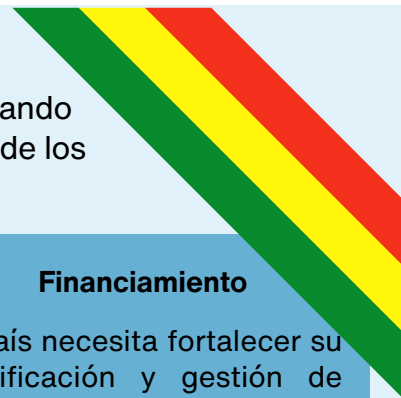 ando
de los
Financiamiento
aís necesita fortalecer su
ificación y gestión de